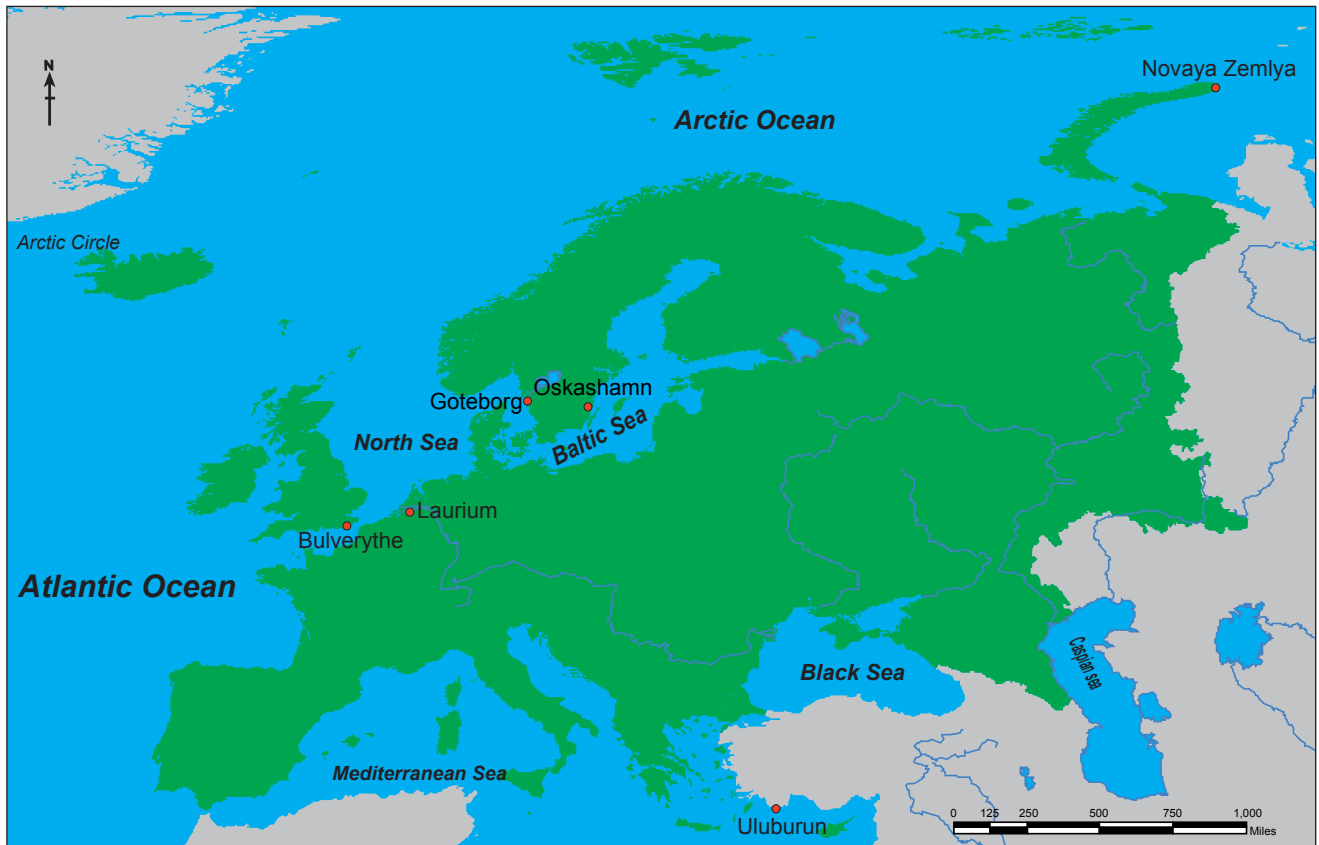 Novaya Zemlya
N
Arctic Ocean
Arctic Circle
Oskashamn
Goteborg
Baltic Sea
North Sea
Laurium
Bulverythe
Atlantic Ocean
Caspian sea
Black Sea
Mediterranean Sea
0 125 250 500 750 1,000
Miles
Uluburun